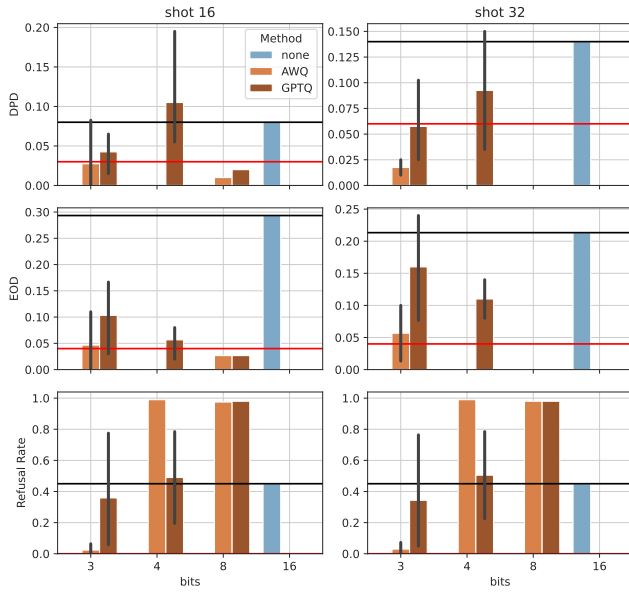 shot 16
shot 32
0.20
0.15
0.10
0.05
0.00
DPD
Method
none
AWQ
GPTQ
0.150
0.125
0.100
0.075
0.050
0.025
0.000
0.30
0.25
0.20
0.15
0.10
0.05
0.00
EOD
0.25
0.20
0.15
0.10
0.05
0.00
1.0
0.8
0.6
0.4
0.2
0.0
Refusal Rate
3 4 8 16
bits
1.0
0.8
0.6
0.4
0.2
0.0
3 4 8 16
bits